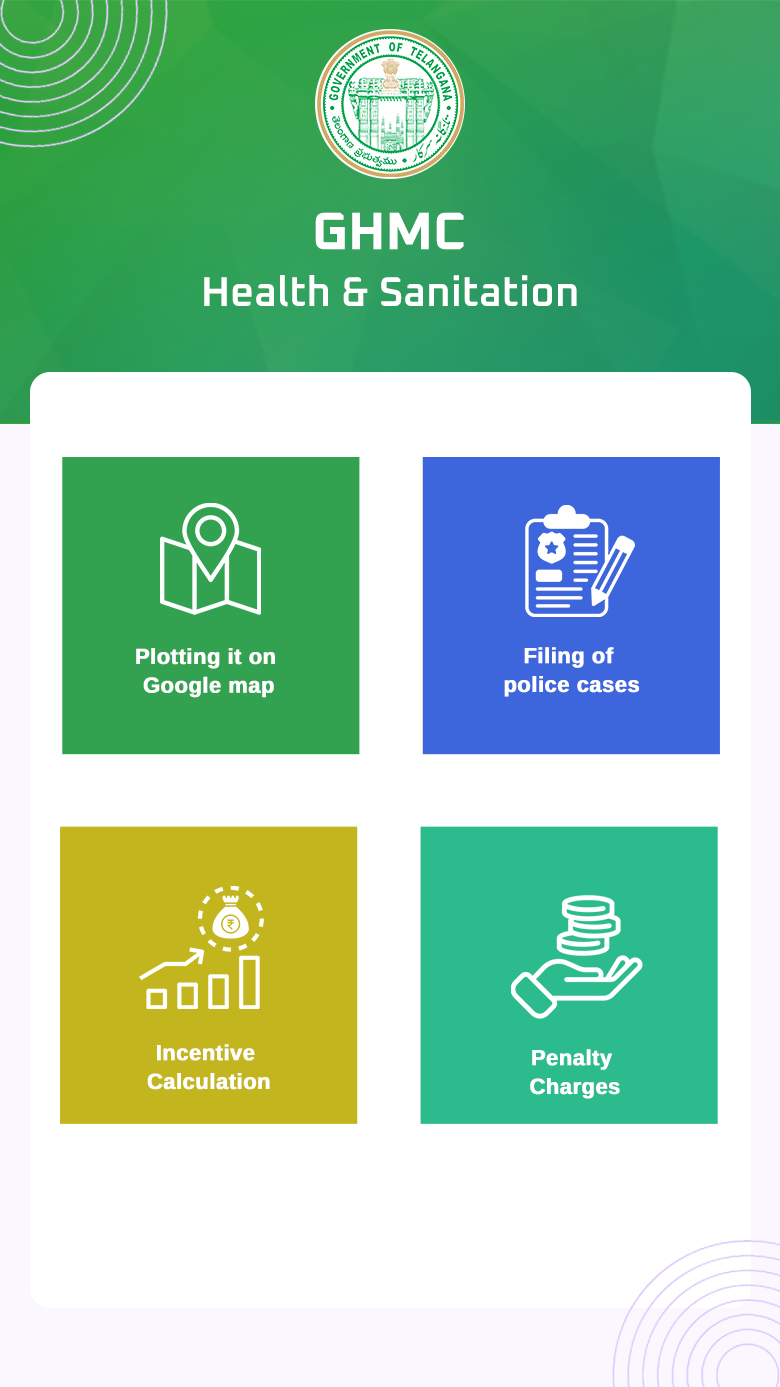 GOVERNMENT OF TELANGANA
తెలంగాణ ప్రభుత్వము
GHMC
Health & Sanitation
Plotting it on
Google map
Filing of
police cases
₹
Incentive
Calculation
Penalty
Charges